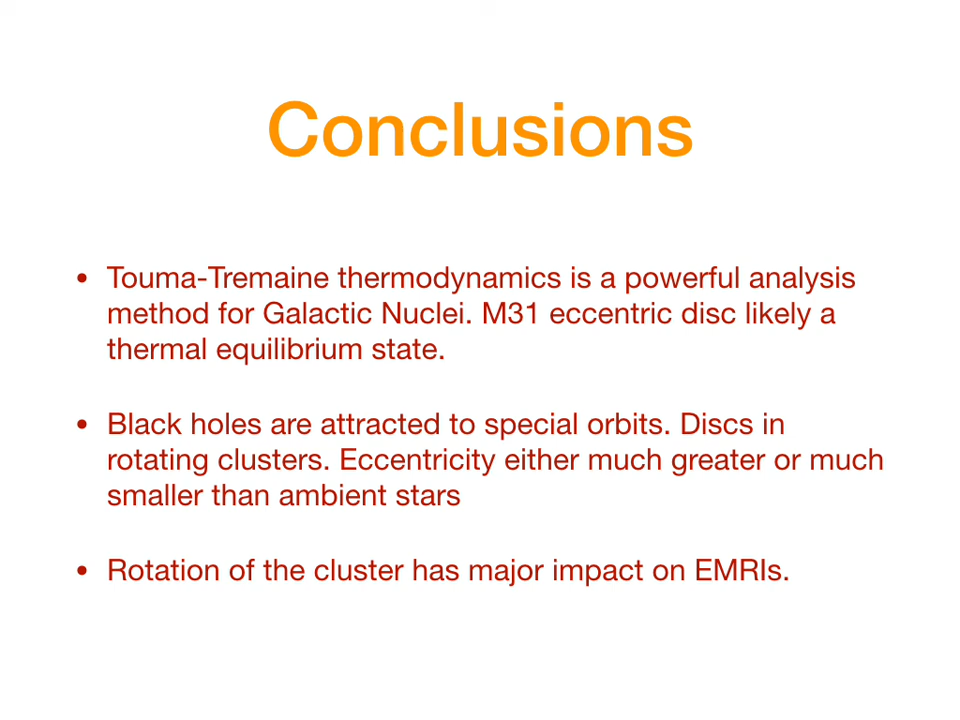 Conclusions
• Touma-Tremaine thermodynamics is a powerful analysis
method for Galactic Nuclei. M31 eccentric disc likely a
thermal equilibrium state.
• Black holes are attracted to special orbits. Discs in
rotating clusters. Eccentricity either much greater or much
smaller than ambient stars
• Rotation of the cluster has major impact on EMRIs.